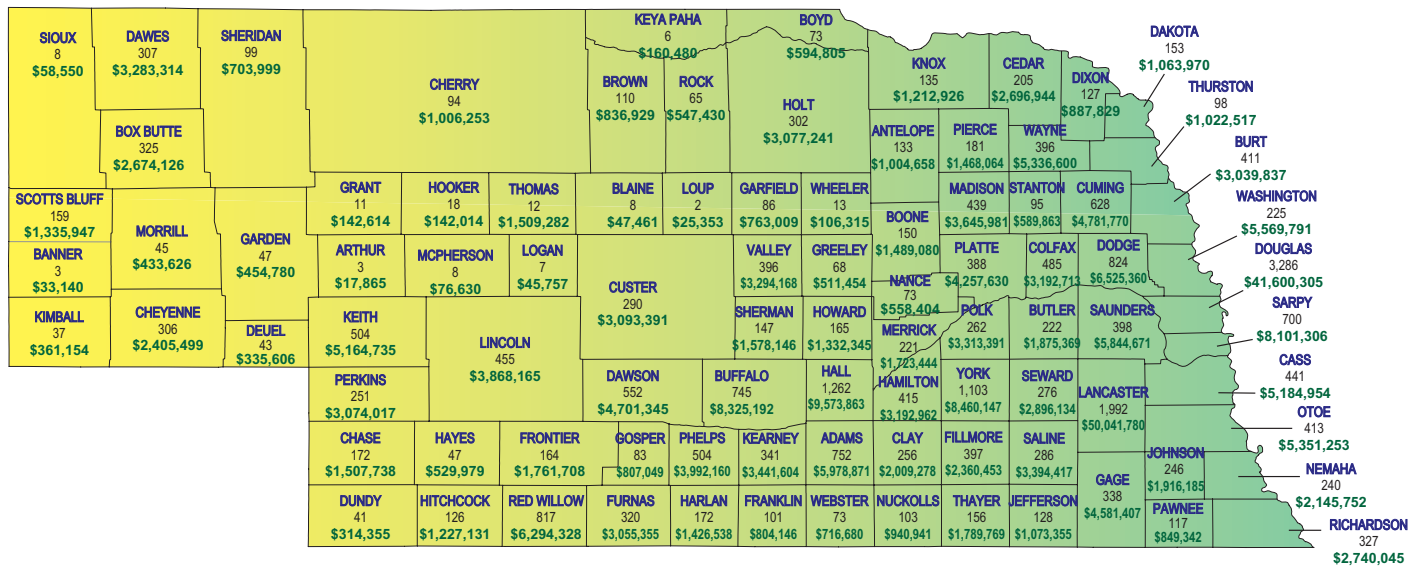 SIOUX
8
$58,550
DAWES
307
$3,283,314
SHERIDAN
99
$703,999
BOX BUTTE
325
$2,674,126
CHERRY
94
$1,006,253
KEYA PAHA
6
$160,480
BOYD
73
$594,805
BROWN
110
$836,929
ROCK
65
$547,430
HOLT
302
$3,077,241
KNOX
135
$1,212,926
CEDAR
205
$2,696,944
DIXON
127
$887,829
DAKOTA
153
$1,063,970
THURSTON
98
$1,022,517
ANTELOPE
133
$1,004,658
PIERCE
181
$1,468,064
WAYNE
396
$5,336,600
BURT
411
$3,039,837
SCOTTS BLUFF
159
$1,335,947
BANNER
3
$33,140
MORRILL
45
$433,626
GARDEN
47
$454,780
GRANT
11
$142,614
HOOKER
18
$142,014
THOMAS
12
$1,509,282
BLAINE
8
$47,461
LOUP
2
$25,353
GARFIELD
86
$763,009
WHEELER
13
$106,315
BOONE
150
$1,489,080
MADISON
439
$3,645,981
STANTON
95
$589,863
CUMING
628
$4,781,770
WASHINGTON
225
$5,569,791
ARTHUR
3
$17,865
MCPHERSON
8
$76,630
LOGAN
7
$45,757
CUSTER
290
$3,093,391
VALLEY
396
$3,294,168
GREELEY
68
$511,454
NANCE
73
$558,404
PLATTE
388
$4,257,630
COLFAX
485
$3,192,713
DODGE
824
$6,525,360
DOUGLAS
3,286
$41,600,305
KIMBALL
37
$361,154
CHEYENNE
306
$2,405,499
DEUEL
43
$335,606
KEITH
504
$5,164,735
LINCOLN
455
$3,868,165
SHERMAN
147
$1,578,146
HOWARD
165
$1,332,345
MERRICK
221
$1,723,444
POLK
262
$3,313,391
BUTLER
222
$1,875,369
SAUNDERS
398
$5,844,671
SARPY
700
$8,101,306
PERKINS
251
$3,074,017
DAWSON
552
$4,701,345
BUFFALO
745
$8,325,192
HALL
1,262
$9,573,863
HAMILTON
415
$3,192,962
YORK
1,103
$8,460,147
SEWARD
276
$2,896,134
LANCASTER
1,992
$50,041,780
CASS
441
$5,184,954
OTOE
413
$5,351,253
CHASE
172
$1,507,738
HAYES
47
$529,979
FRONTIER
164
$1,761,708
GOSPER
83
$807,049
PHELPS
504
$3,992,160
KEARNEY
341
$3,441,604
ADAMS
752
$5,978,871
CLAY
256
$2,009,278
FILLMORE
397
$2,360,453
SALINE
286
$3,394,417
GAGE
338
$4,581,407
JOHNSON
246
$1,916,185
NEMAHA
240
$2,145,752
DUNDY
41
$314,355
HITCHCOCK
126
$1,227,131
RED WILLOW
817
$6,294,328
FURNAS
320
$3,055,355
HARLAN
172
$1,426,538
FRANKLIN
101
$804,146
WEBSTER
73
$716,680
NUCKOLLS
103
$940,941
THAYER
156
$1,789,769
JEFFERSON
128
$1,073,355
PAWNEE
117
$849,342
RICHARDSON
327
$2,740,045